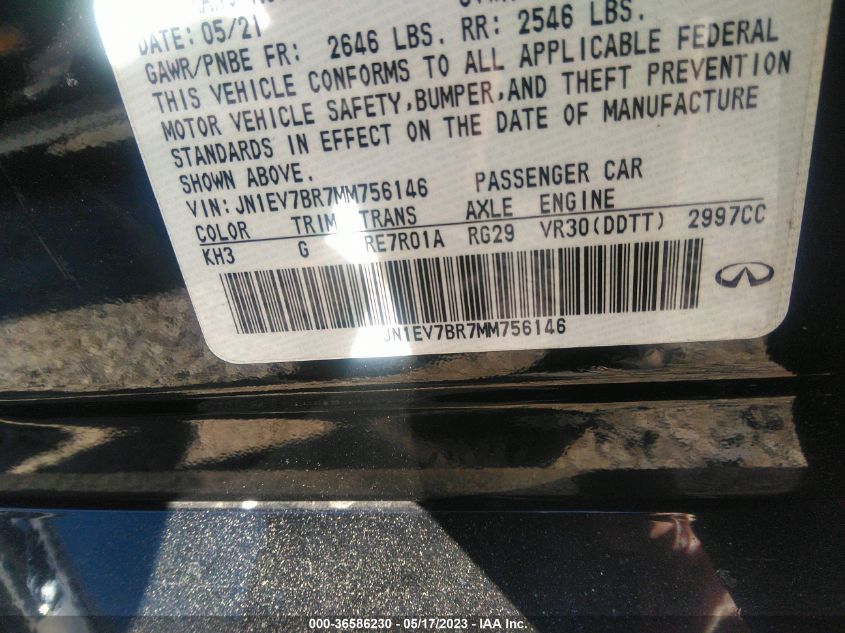 DATE: 05/21
GAWR/PNBE FR: 2646 LBS. RR: 2546 LBS.
THIS VEHICLE CONFORMS TO ALL APPLICABLE FEDERAL
MOTOR VEHICLE SAFETY,BUMPER,AND THEFT PREVENTION
STANDARDS IN EFFECT ON THE DATE OF MANUFACTURE
SHOWN ABOVE.
VIN:JN1EV7BR7MM756146 PASSENGER CAR
COLOR TRIM TRANS AXLE ENGINE
KH3 G RE7R01A RG29 VR30(DDTT) 2997CC
JN1EV7BR7MM756146
000-36586230 - 05/17/2023 - IAA Inc.